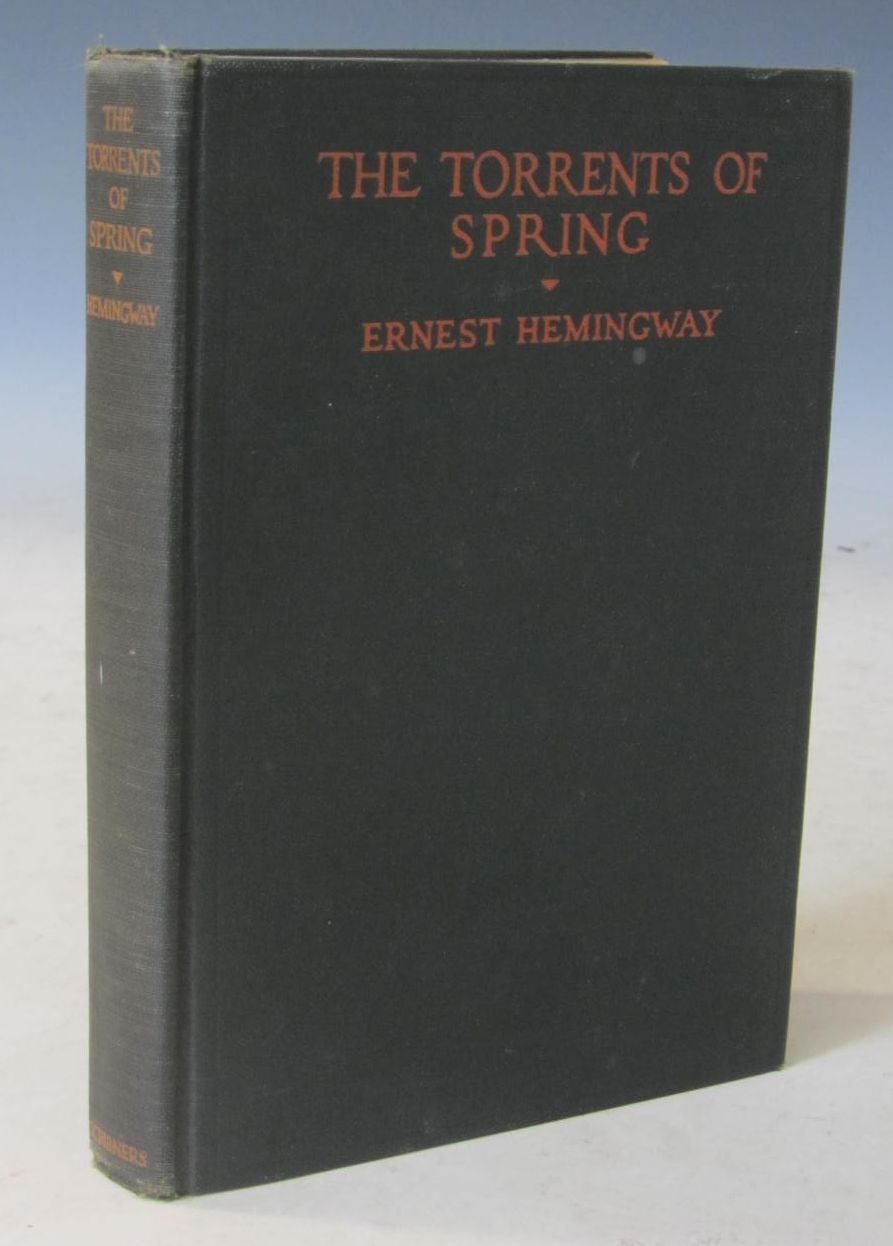 THE
TORRENTS
OF
SPRING
HEMINGWAY
SCRIBNERS
THE TORRENTS OF
SPRING
ERNEST HEMINGWAY